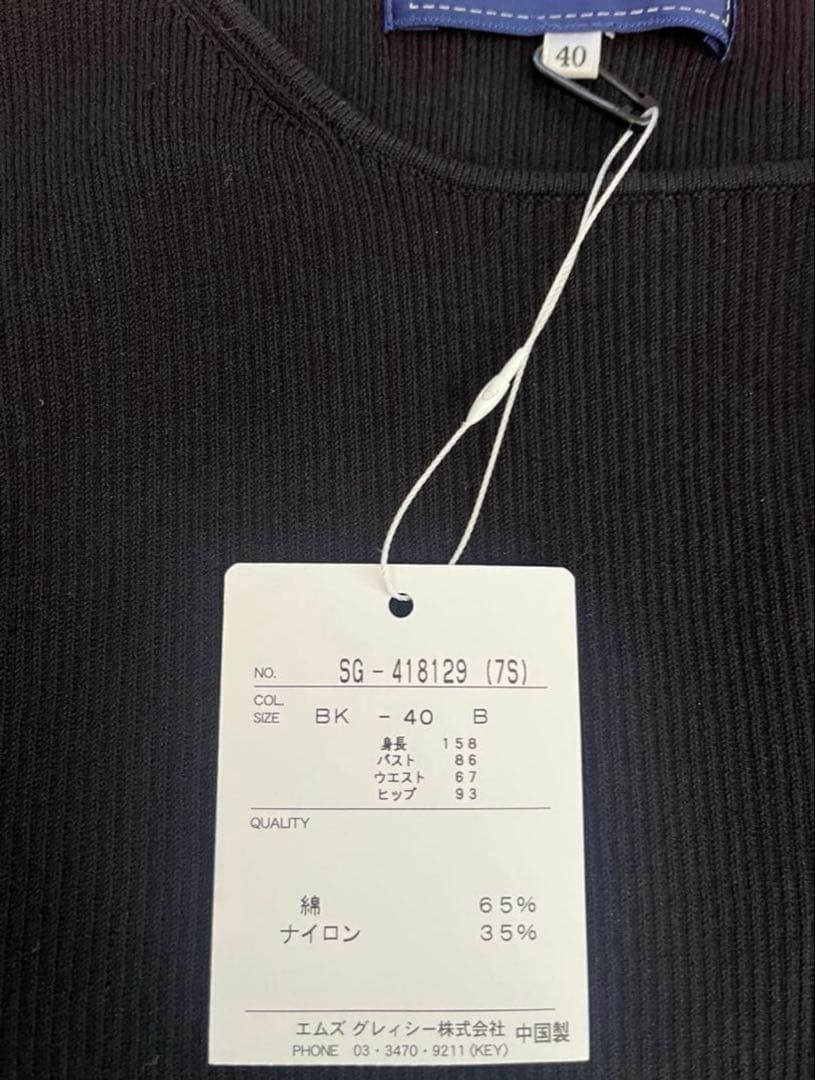 40
NO. SG-418129 (7S)
COL.
SIZE BK - 40 B
身長 158
バスト 86
ウエスト 67
ヒップ 93
QUALITY
綿 65%
ナイロン 35%
エムズ グレィシー株式会社 中国製
PHONE 03・3470・9211 (KEY)